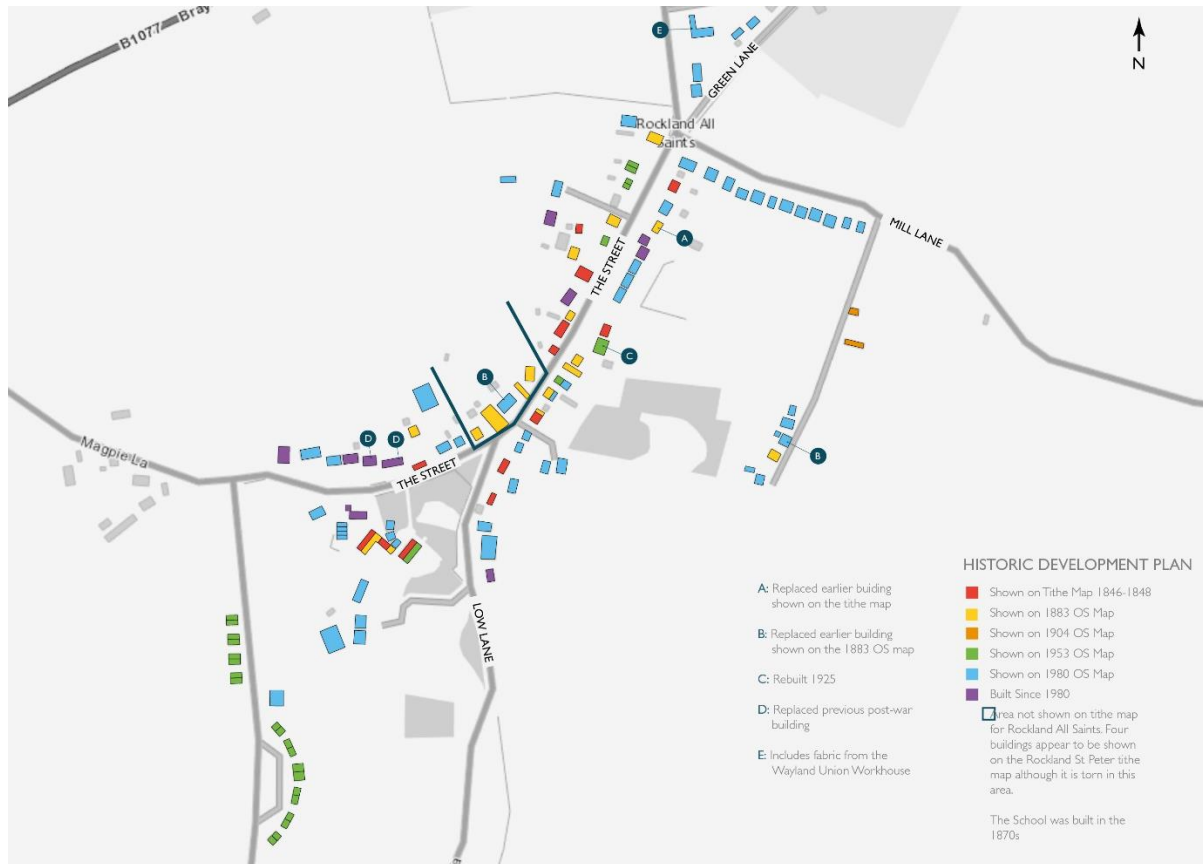 B1077 Bray
E
N
GREEN LANE
Rockland All
Saints
A
MILL LANE
THE STREET
C
B
D
D
Magpie La
THE STREET
B
LOW LANE
HISTORIC DEVELOPMENT PLAN
Shown on Tithe Map 1846-1848
Shown on 1883 OS Map
Shown on 1904 OS Map
Shown on 1953 OS Map
Shown on 1980 OS Map
Built Since 1980
Area not shown on tithe map
for Rockland All Saints. Four
buildings appear to be shown
on the Rockland St Peter tithe
map although it is torn in this
area.
The School was built in the
1870s
A: Replaced earlier buiding
shown on the tithe map
B: Replaced earlier building
shown on the 1883 OS map
C: Rebuilt 1925
D: Replaced previous post-war
building
E: Includes fabric from the
Wayland Union Workhouse